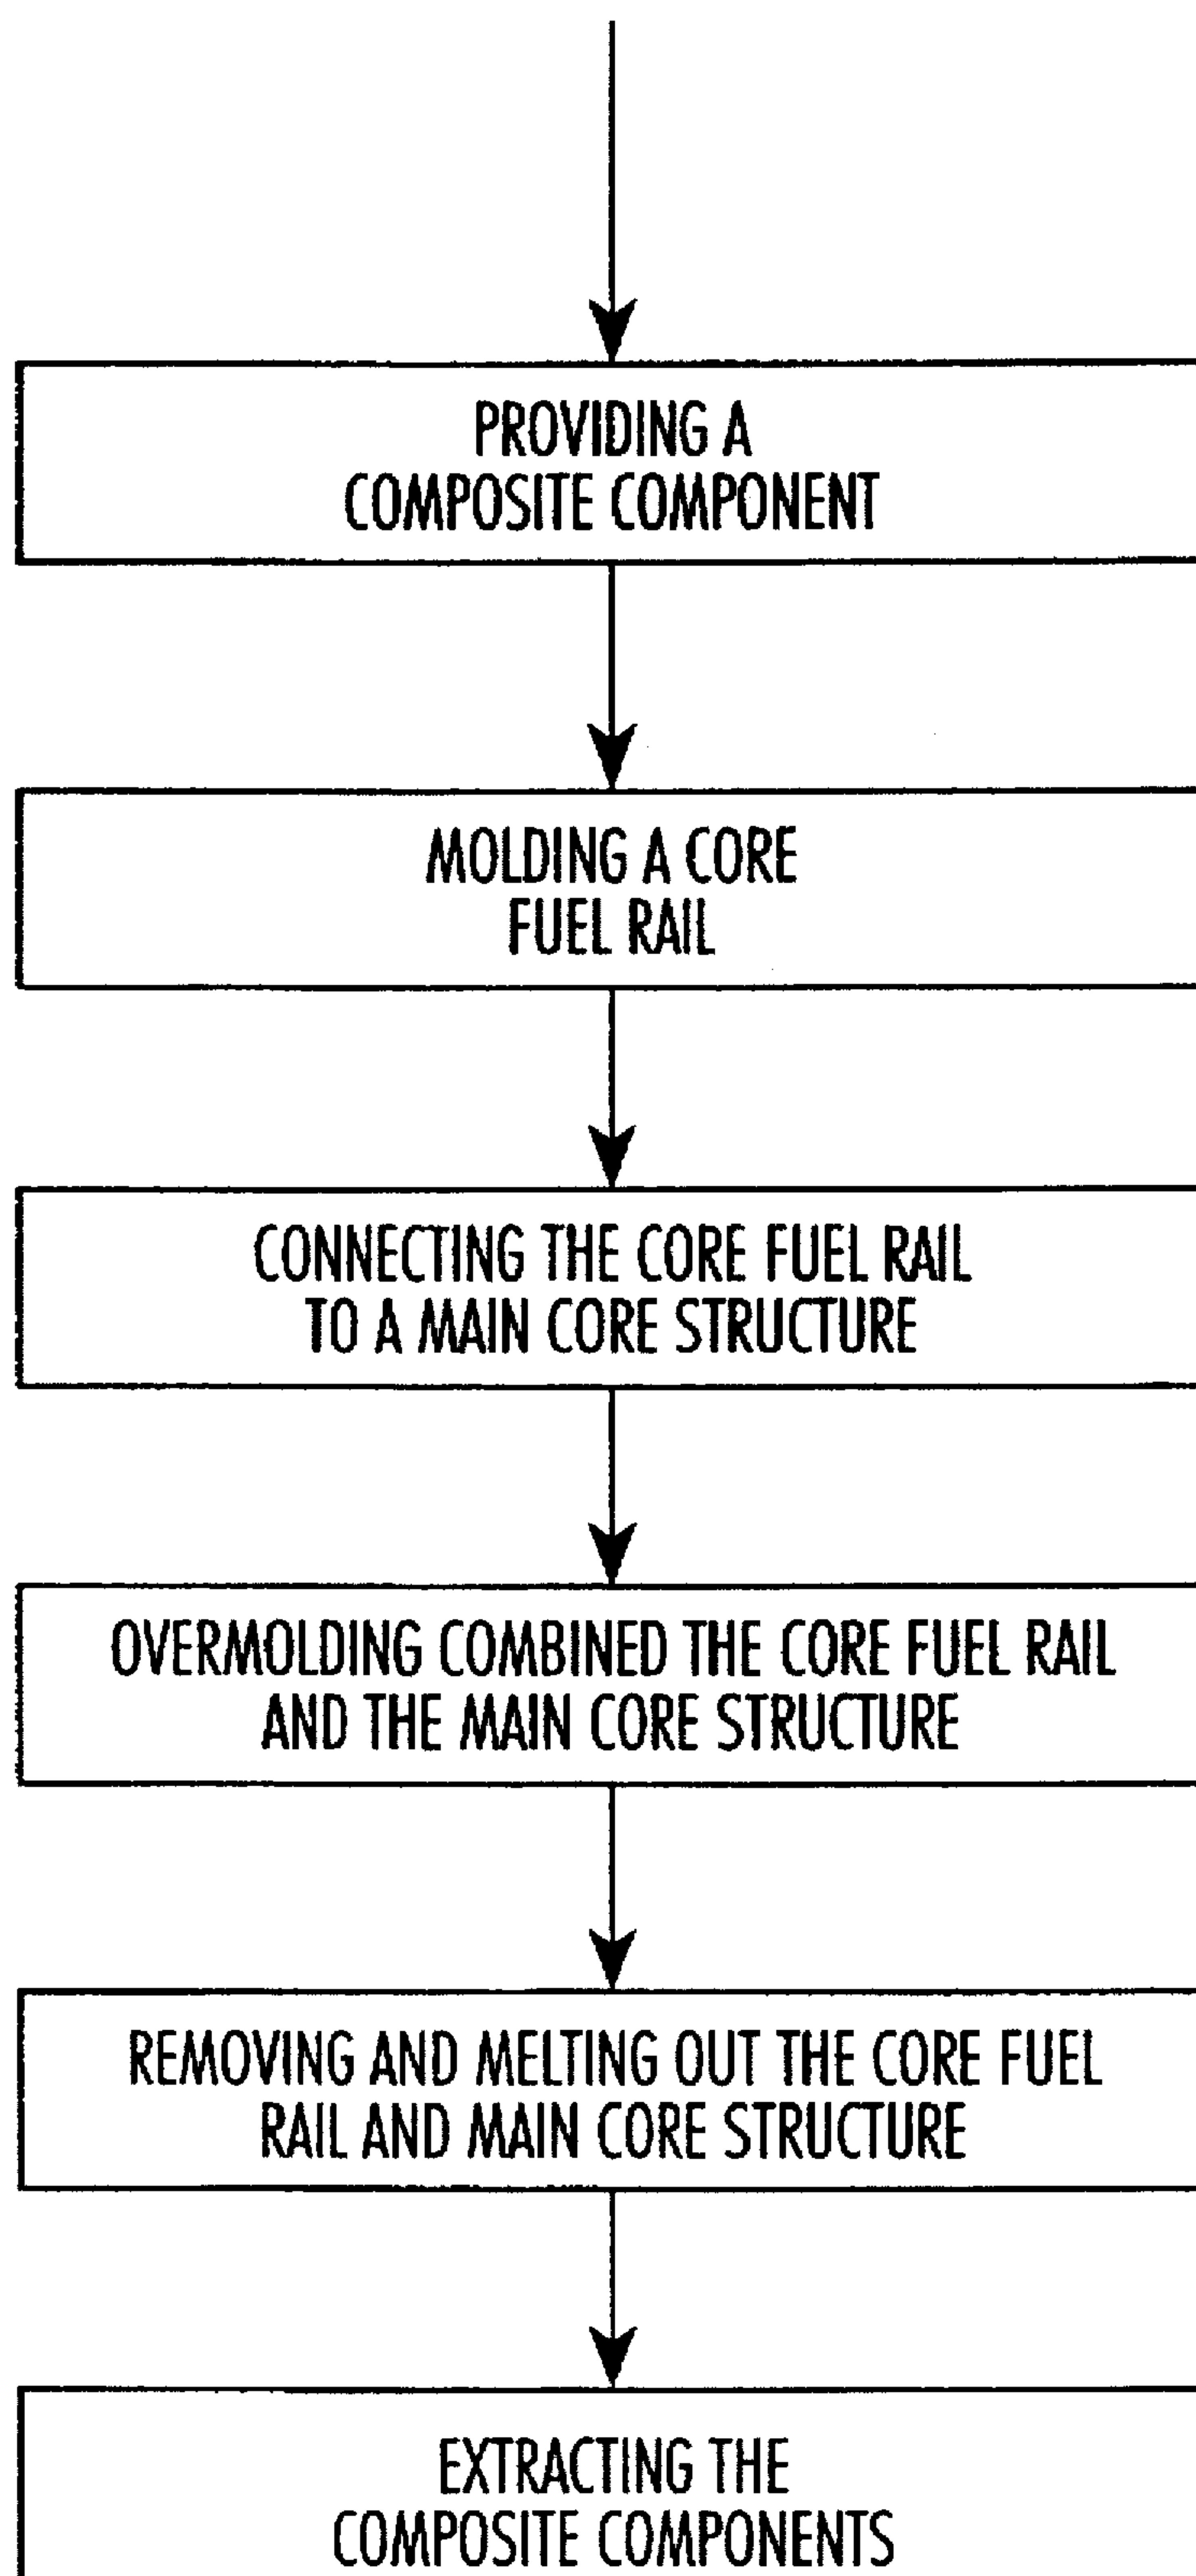 PROVIDING A
COMPOSITE COMPONENT
MOLDING A CORE
FUEL RAIL
CONNECTING THE CORE FUEL RAIL
TO A MAIN CORE STRUCTURE
OVERMOLDING COMBINED THE CORE FUEL RAIL
AND THE MAIN CORE STRUCTURE
REMOVING AND MELTING OUT THE CORE FUEL
RAIL AND MAIN CORE STRUCTURE
EXTRACTING THE
COMPOSITE COMPONENTS